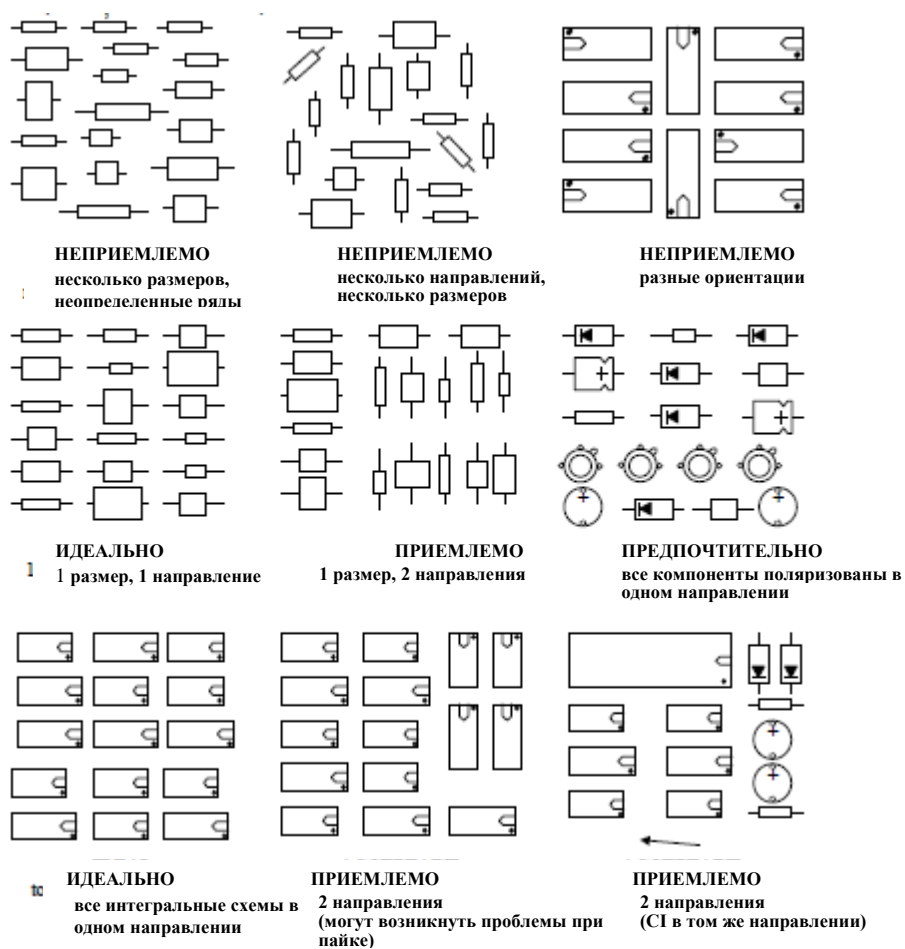 НЕПРИЕМЛЕМО
несколько размеров,
неопределенные ряды
НЕПРИЕМЛЕМО
несколько направлений,
несколько размеров
НЕПРИЕМЛЕМО
разные ориентации
ИДЕАЛЬНО
1 размер, 1 направление
ПРИЕМЛЕМО
1 размер, 2 направления
ПРЕДПОЧТИТЕЛЬНО
все компоненты поляризованы в
одном направлении
ИДЕАЛЬНО
все интегральные схемы в
одном направлении
ПРИЕМЛЕМО
2 направления
(могут возникнуть проблемы при
пайке)
ПРИЕМЛЕМО
2 направления
(CI в том же направлении)